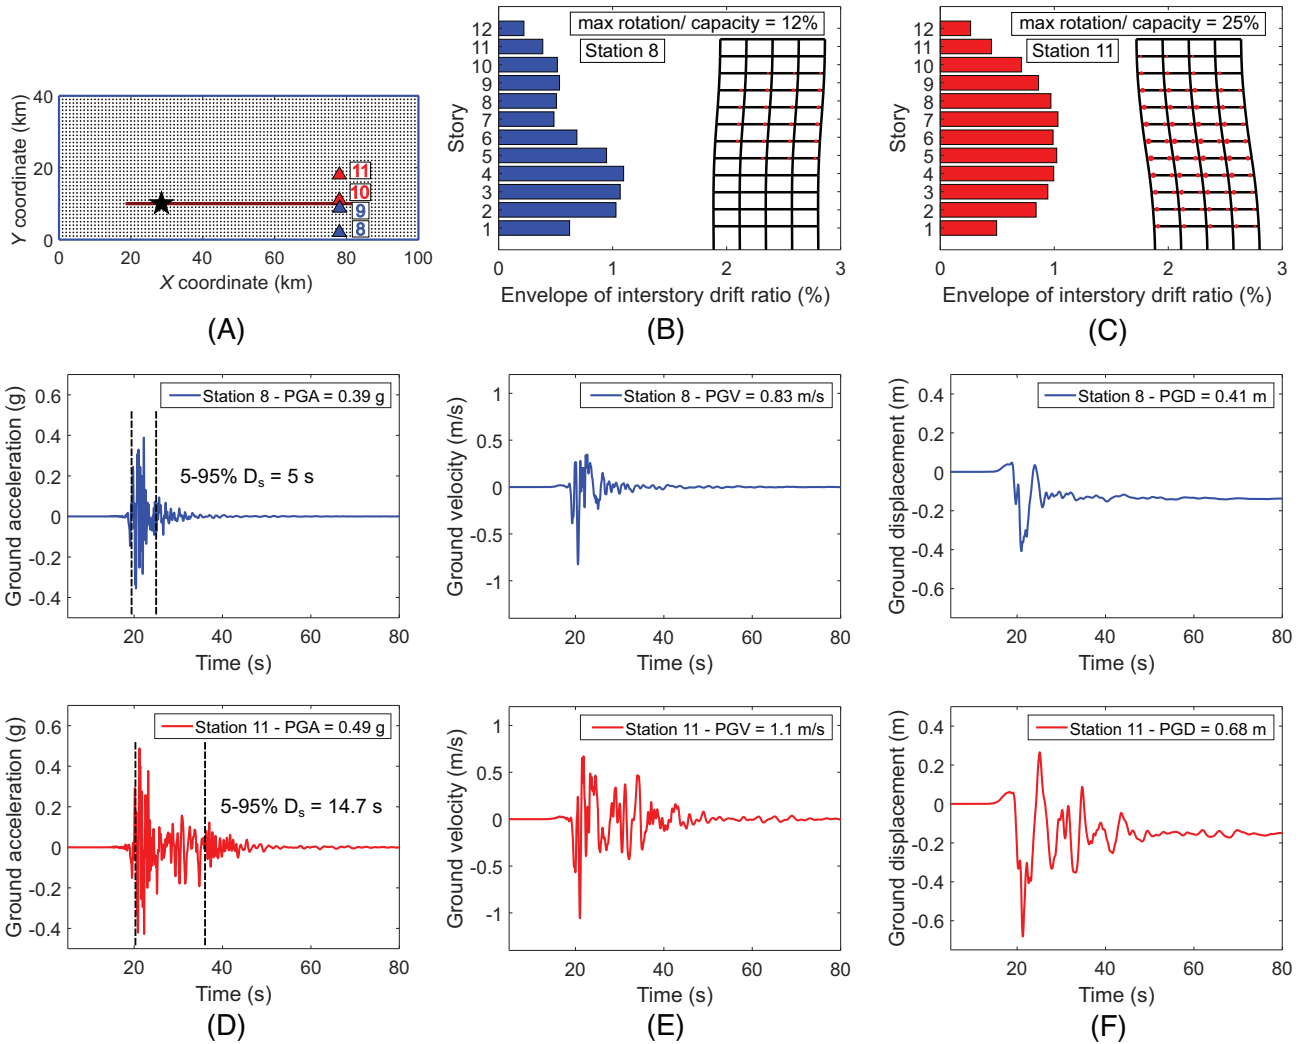 40
20
0
Y coordinate (km)
11
10
9
8
0 20 40 60 80 100
X coordinate (km)
(A)
12
11
10
9
8
7
6
5
4
3
2
1
Story
max rotation/ capacity = 12%
Station 8
0 1 2 3
Envelope of interstory drift ratio (%)
(B)
12
11
10
9
8
7
6
5
4
3
2
1
Story
max rotation/ capacity = 25%
Station 11
0 1 2 3
Envelope of interstory drift ratio (%)
(C)
0.6
0.4
0.2
0
-0.2
-0.4
Ground acceleration (g)
Station 8 - PGA = 0.39 g
5-95% Ds = 5 s
20 40 60 80
Time (s)
1
0.5
0
-0.5
-1
Ground velocity (m/s)
Station 8 - PGV = 0.83 m/s
20 40 60 80
Time (s)
0.4
0.2
0
-0.2
-0.4
-0.6
Ground displacement (m)
Station 8 - PGD = 0.41 m
20 40 60 80
Time (s)
0.6
0.4
0.2
0
-0.2
-0.4
Ground acceleration (g)
Station 11 - PGA = 0.49 g
5-95% Ds = 14.7 s
20 40 60 80
Time (s)
(D)
1
0.5
0
-0.5
-1
Ground velocity (m/s)
Station 11 - PGV = 1.1 m/s
20 40 60 80
Time (s)
(E)
0.4
0.2
0
-0.2
-0.4
-0.6
Ground displacement (m)
Station 11 - PGD = 0.68 m
20 40 60 80
Time (s)
(F)